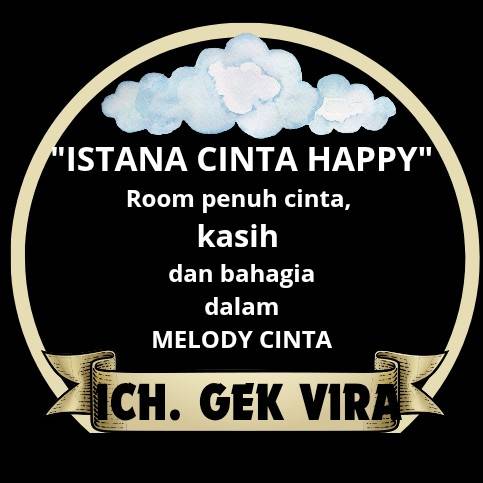 "ISTANA CINTA HAPPY"
Room penuh cinta,
kasih
dan bahagia
dalam
MELODY CINTA
ICH. GEK VIRA